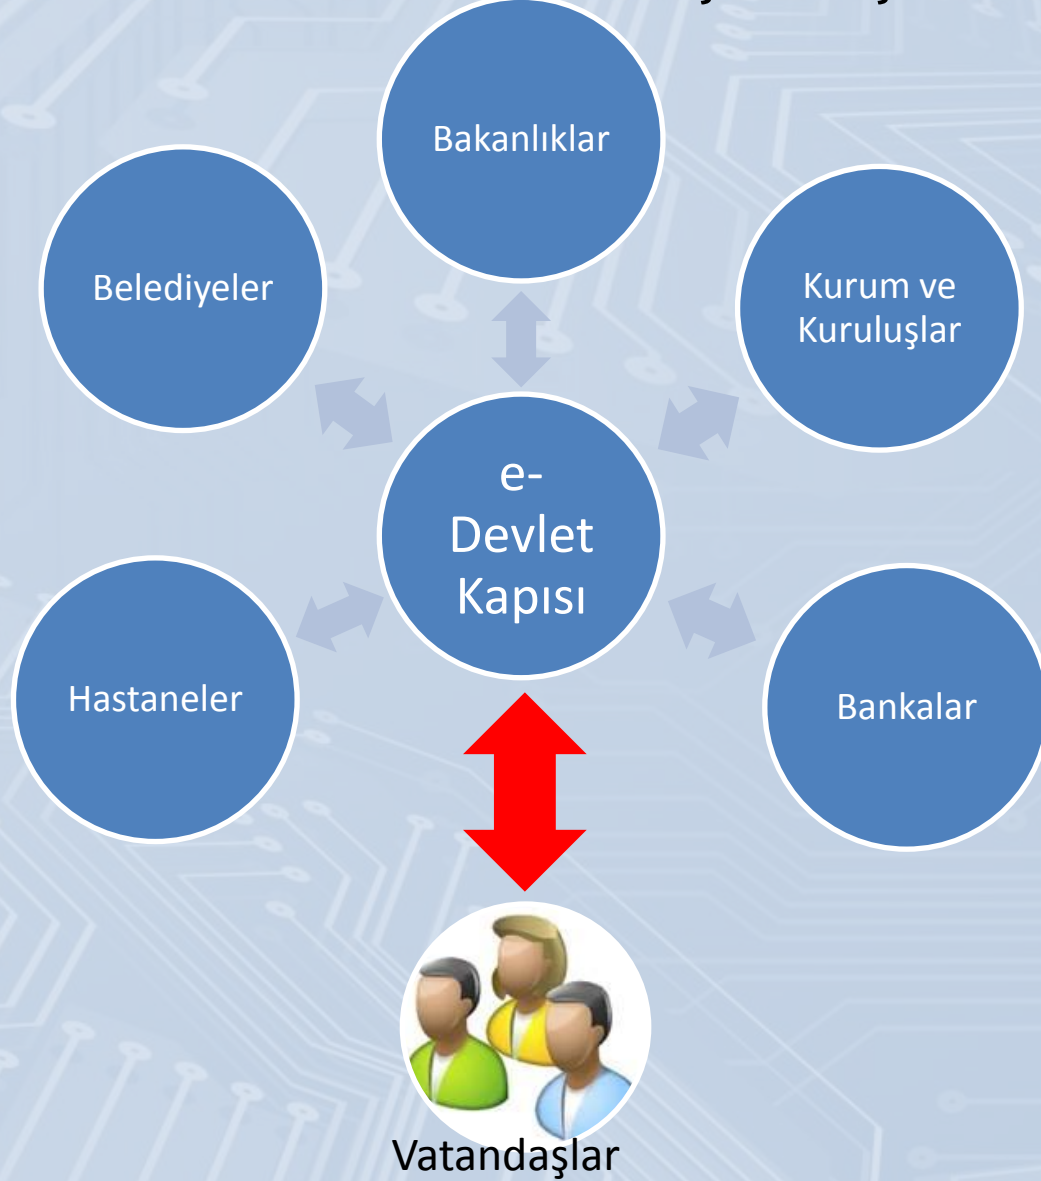 Bakanlıklar
Belediyeler
Kurum ve
Kuruluşlar
e-
Devlet
Kapısı
Hastaneler
Bankalar
Vatandaşlar